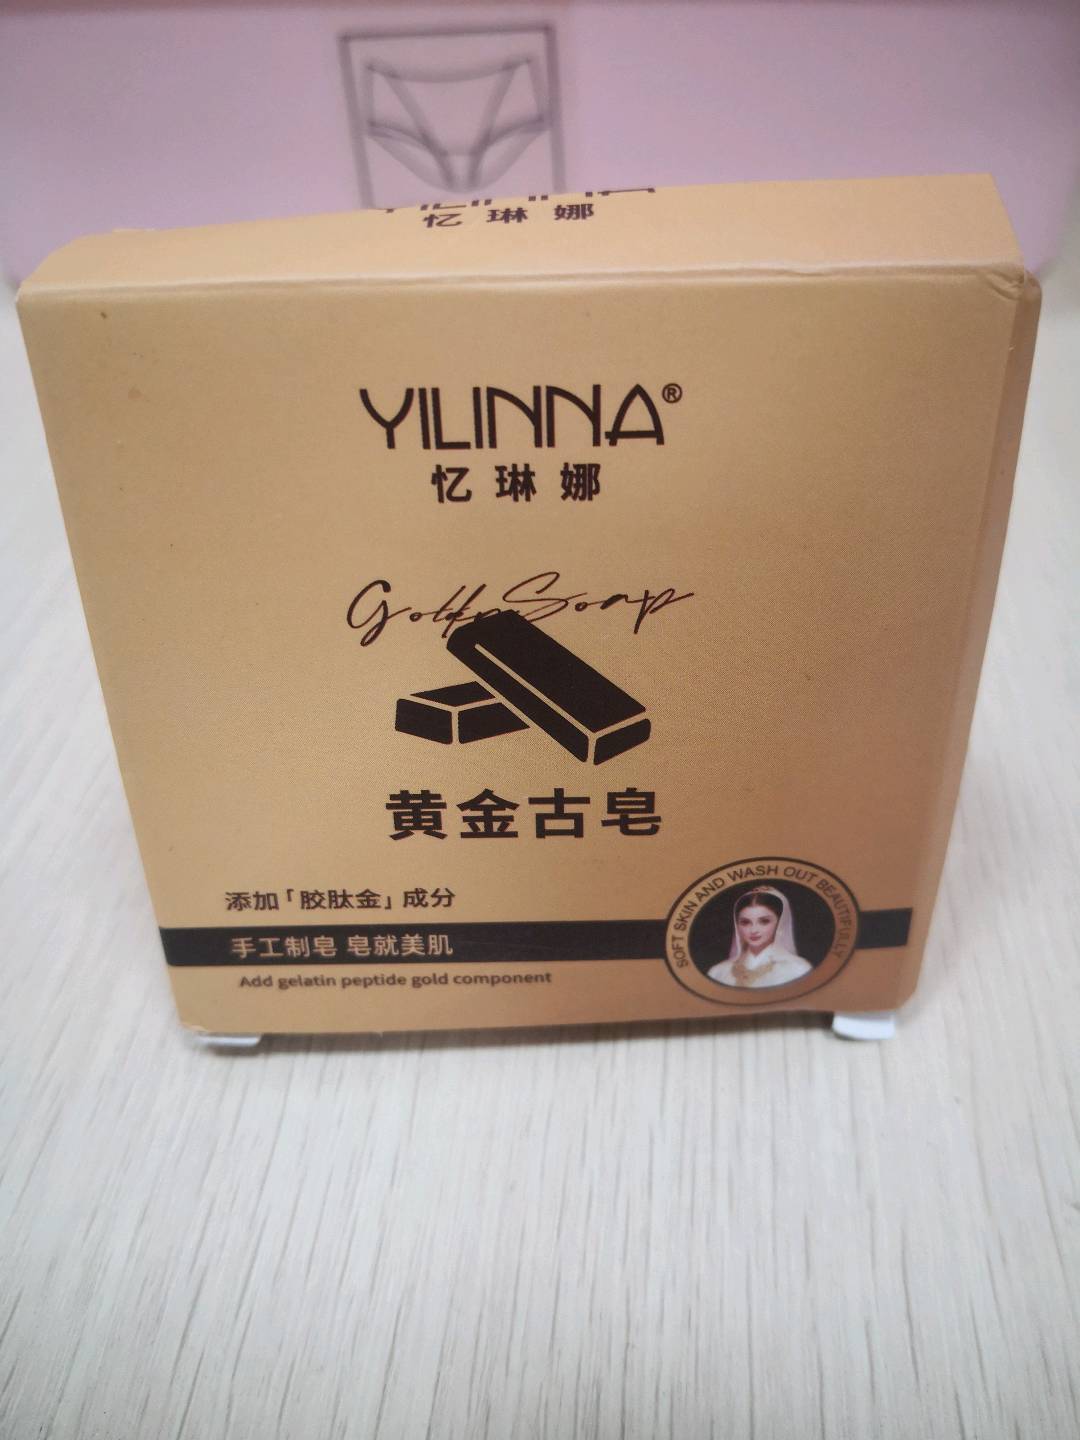 忆琳娜
YILINNA®
忆琳娜
Soap
黄金古皂
添加「胶肽金」成分
手工制皂 皂就美肌
Add gelatin peptide gold component
SOFT SKIN AND WASH OUT BEAUTIFULLY